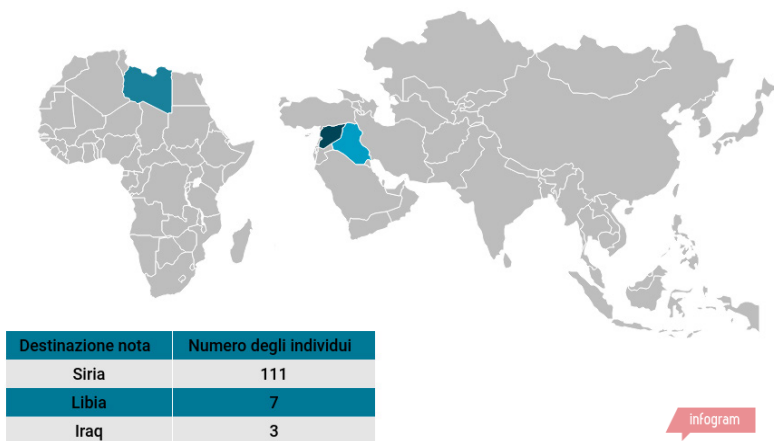 Destinazione nota Numero degli individui
Siria 111
Libia 7
Iraq 3
infogram